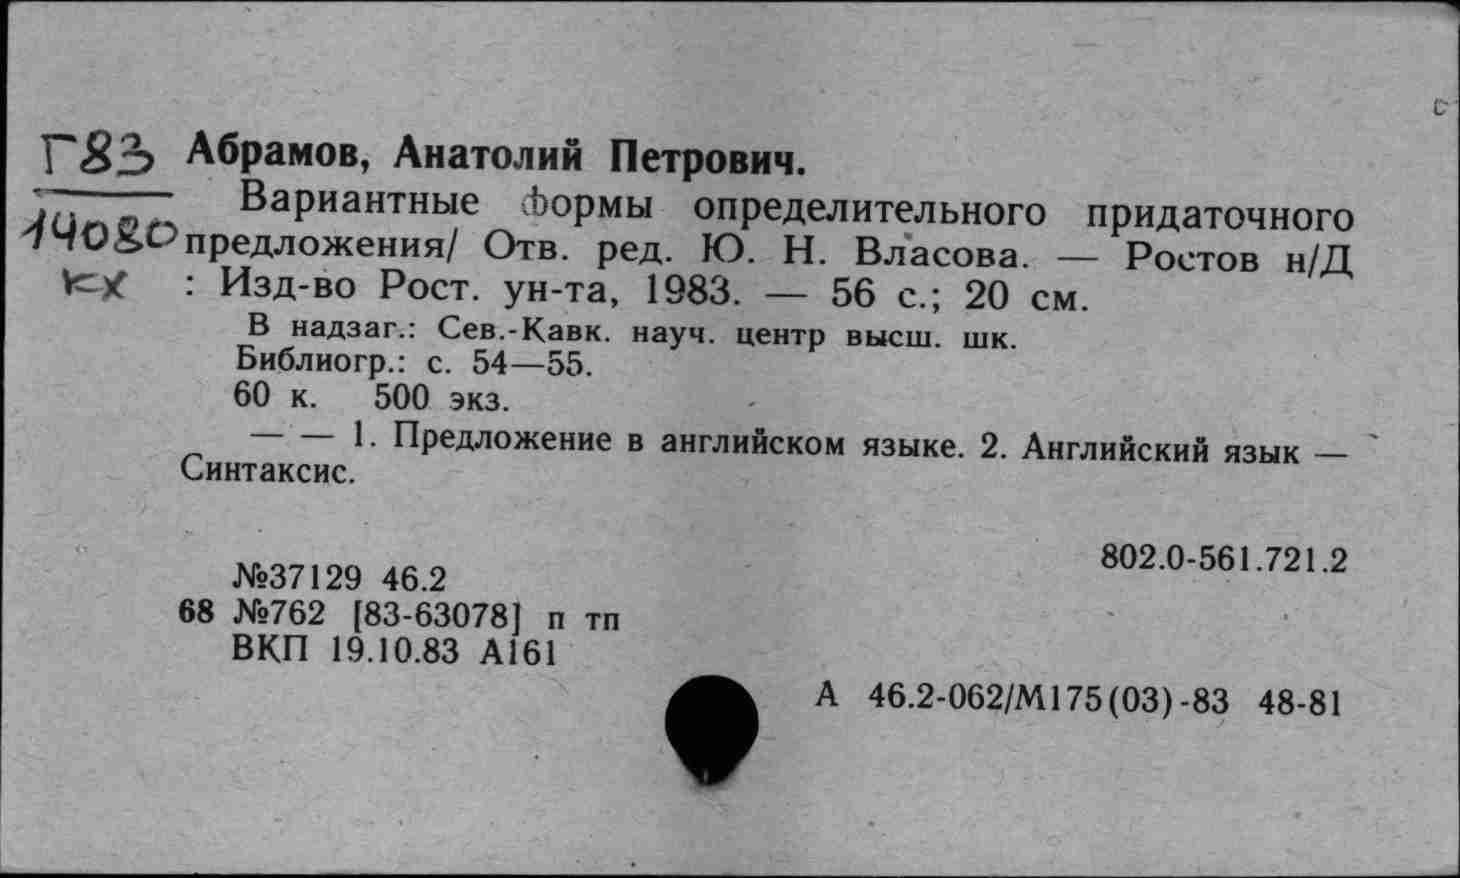 Г83 Абрамов, Анатолий Петрович.
Вариантные формы определительного придаточного
14080 предложения/ Отв. ред. Ю. Н. Власова. — Ростов н/Д
кх : Изд-во Рост. ун-та, 1983. — 56 с.; 20 см.
В надзаг.: Сев.-Кавк. науч. центр высш. шк.
Библиогр.: с. 54—55.
60 к. 500 экз.
— — 1. Предложение в английском языке. 2. Английский язык —
Синтаксис.
802.0-561.721.2
№37129 46.2
68 №762 [83-63078] п тп
ВКП 19.10.83 А161
А 46.2-062/М175(03)-83 48-81